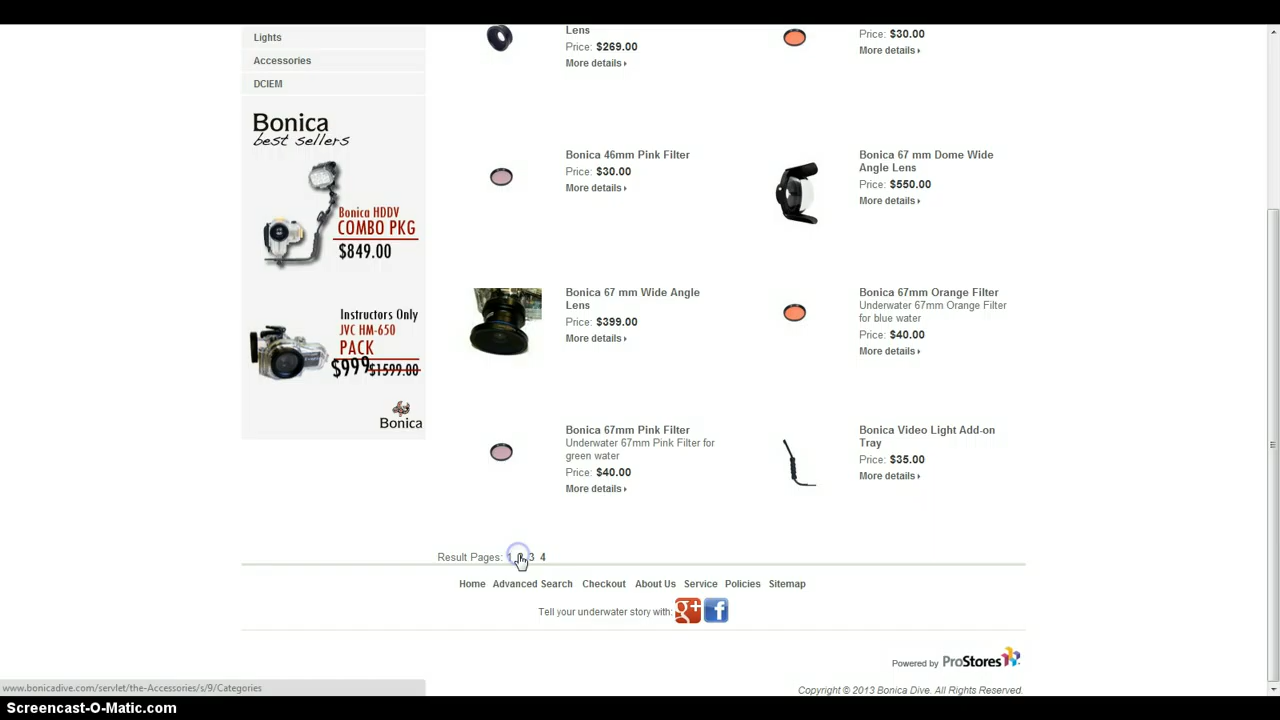 Lights
Accessories
DCIEM
Bonica
best sellers
Bonica HDDV
COMBO PKG
$849.00
Instructors Only
JVC HM-650
PACK
$999 $1599.00
Bonica
Lens
Price: $269.00
More details
Price: $30.00
More details
Bonica 46mm Pink Filter
Price: $30.00
More details
Bonica 67 mm Dome Wide
Angle Lens
Price: $550.00
More details
Bonica 67 mm Wide Angle
Lens
Price: $399.00
More details
Bonica 67mm Orange Filter
Underwater 67mm Orange Filter
for blue water
Price: $40.00
More details
Bonica 67mm Pink Filter
Underwater 67mm Pink Filter for
green water
Price: $40.00
More details
Bonica Video Light Add-on
Tray
Price: $35.00
More details
Result Pages: 1 2 3 4
Home Advanced Search Checkout About Us Service Policies Sitemap
Tell your underwater story with: g+ f
Powered by ProStores
www.bonicadive.com/servlet/the-Accessories/s/9/Categories
Copyright © 2013 Bonica Dive. All Rights Reserved.
Screencast-O-Matic.com